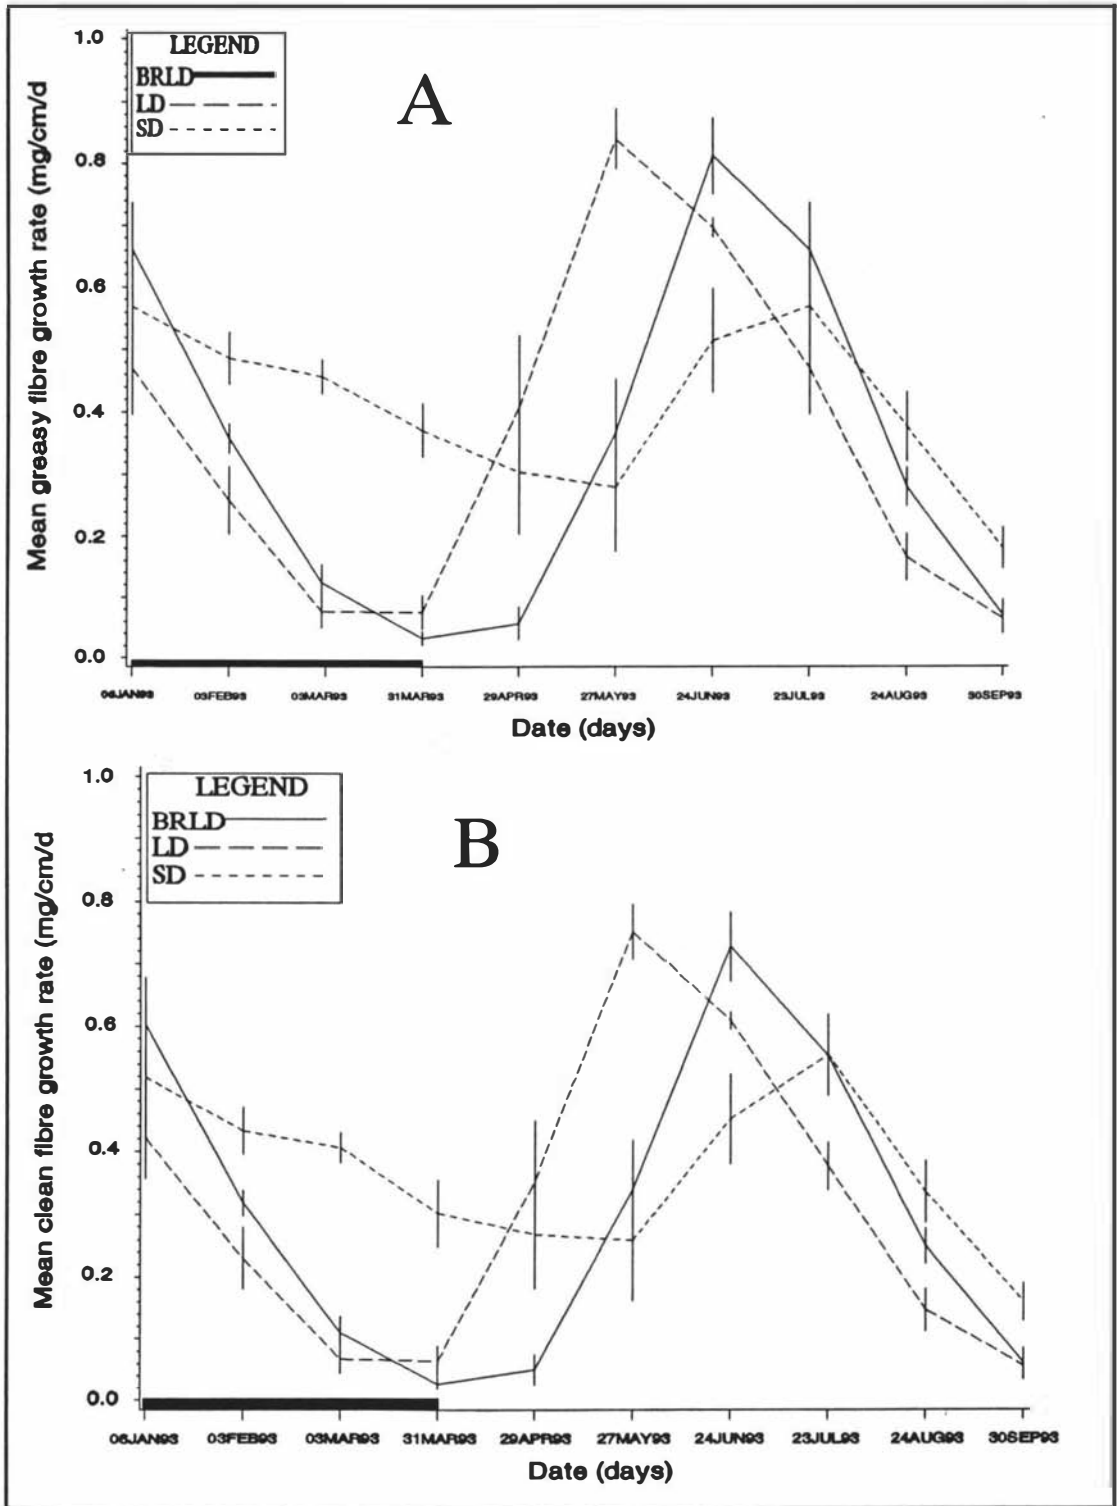 LEGEND
BRLD
LD
SD
A
1.0
0.8
0.6
0.4
0.2
0.0
Mean greasy fibre growth rate (mg/cm/d
06JAN93 03FEB93 03MAR93 31MAR93 29APR93 27MAY93 24JUN93 23JUL93 24AUG93 30SEP93
Date (days)
LEGEND
BRLD
LD
SD
B
1.0
0.8
0.6
0.4
0.2
0.0
Mean clean fibre growth rate (mg/cm/d
06JAN93 03FEB93 03MAR93 31MAR93 29APR93 27MAY93 24JUN93 23JUL93 24AUG93 30SEP93
Date (days)